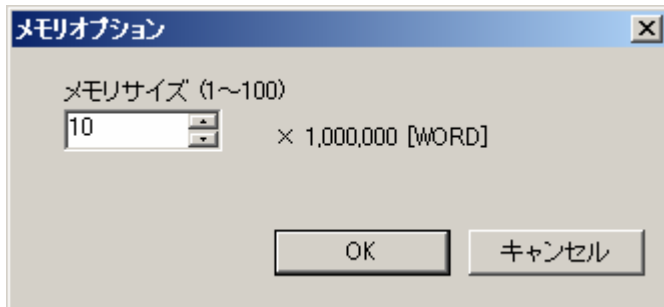 メモリオプション
メモリサイズ (1～100)
10
× 1,000,000 [WORD]
OK
キャンセル